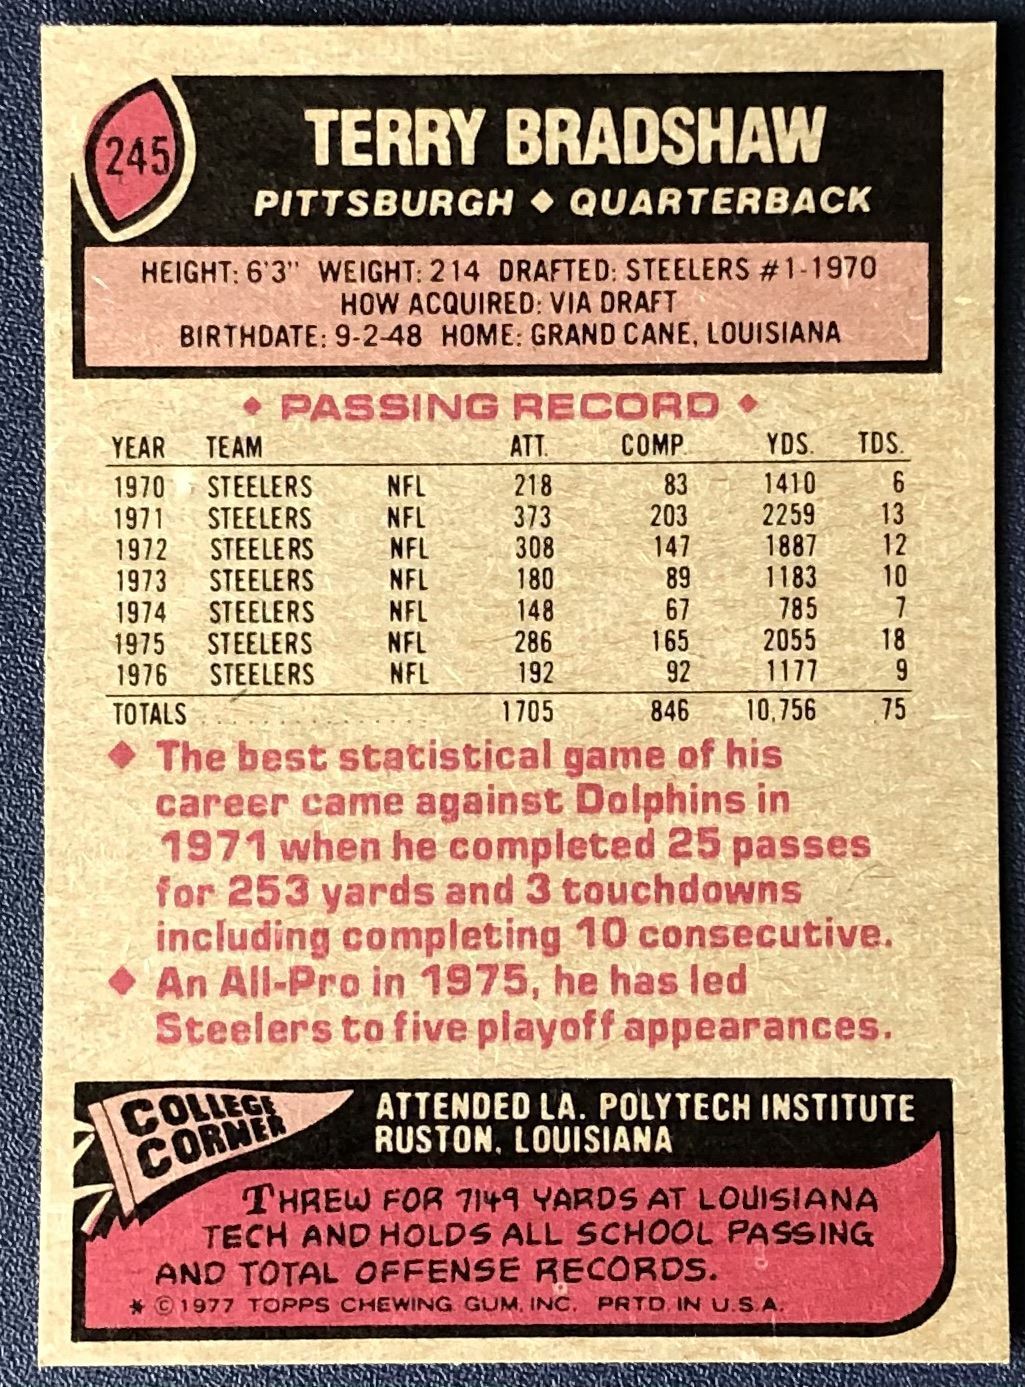 245
TERRY BRADSHAW
PITTSBURGH ◆ QUARTERBACK
HEIGHT: 6'3" WEIGHT: 214 DRAFTED: STEELERS #1-1970
HOW ACQUIRED: VIA DRAFT
BIRTHDATE: 9-2-48 HOME: GRAND CANE, LOUISIANA
◆ PASSING RECORD ◆
YEAR TEAM ATT. COMP. YDS. TDS.
1970 STEELERS NFL 218 83 1410 6
1971 STEELERS NFL 373 203 2259 13
1972 STEELERS NFL 308 147 1887 12
1973 STEELERS NFL 180 89 1183 10
1974 STEELERS NFL 148 67 785 7
1975 STEELERS NFL 286 165 2055 18
1976 STEELERS NFL 192 92 1177 9
TOTALS . . . . . . . . . . . . . . . . . 1705 846 10,756 75
◆ The best statistical game of his
career came against Dolphins in
1971 when he completed 25 passes
for 253 yards and 3 touchdowns
including completing 10 consecutive.
◆ An All-Pro in 1975, he has led
Steelers to five playoff appearances.
COLLEGE
CORNER
ATTENDED LA. POLYTECH INSTITUTE
RUSTON, LOUISIANA
THREW FOR 7149 YARDS AT LOUISIANA
TECH AND HOLDS ALL SCHOOL PASSING
AND TOTAL OFFENSE RECORDS.
* © 1977 TOPPS CHEWING GUM, INC. PRTD. IN U.S.A.